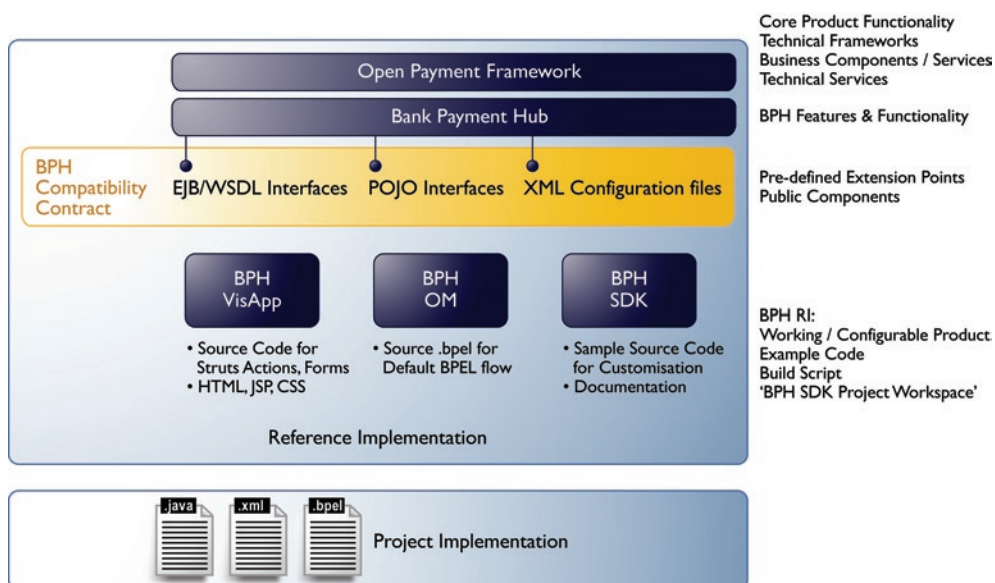 Core Product Functionality
Technical Frameworks
Business Components / Services
Technical Services
Open Payment Framework
Bank Payment Hub
BPH Features & Functionality
BPH
Compatibility
Contract
EJB/WSDL Interfaces
POJO Interfaces
XML Configuration files
Pre-defined Extension Points
Public Components
BPH
VisApp
BPH
OM
BPH
SDK
• Source Code for
Struts Actions, Forms
• HTML, JSP, CSS
• Source .bpel for
Default BPEL flow
• Sample Source Code
for Customisation
• Documentation
BPH RI:
Working / Configurable Product
Example Code
Build Script
‘BPH SDK Project Workspace’
Reference Implementation
.java
.xml
.bpel
Project Implementation